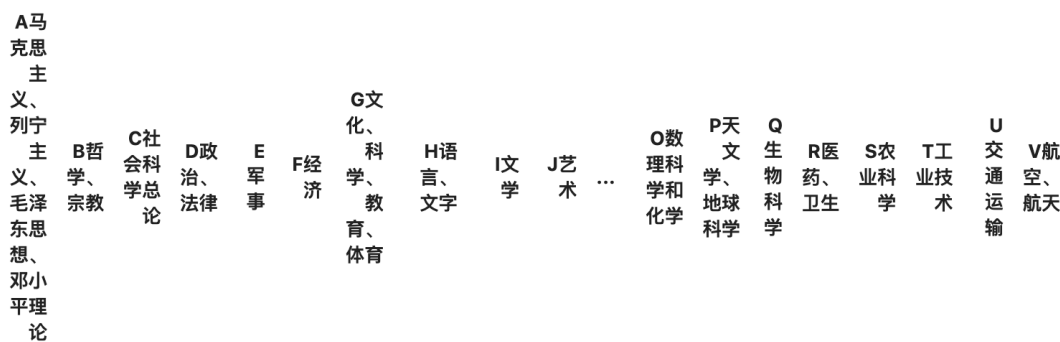 A马
克思
主
义、
列宁
主
义、
毛泽
东思
想、
邓小
平理
论
B哲
学、
宗教
C社
会科
学总
论
D政
治、
法律
E
军
事
F经
济
G文
化、
科
学、
教
育、
体育
H语
言、
文字
I文
学
J艺
术
...
O数
理科
学和
化学
P天
文
学、
地球
科学
Q
生
物
科
学
R医
药、
卫生
S农
业科
学
T工
业技
术
U
交
通
运
输
V航
空、
航天